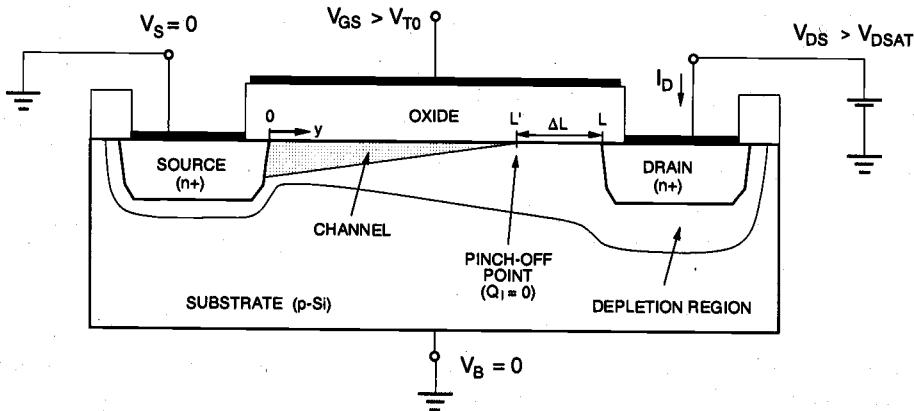 V_S = 0
V_GS > V_T0
V_DS > V_DSAT
I_D
0
y
OXIDE
L'
ΔL
L
SOURCE
(n+)
DRAIN
(n+)
CHANNEL
PINCH-OFF
POINT
(Q_I = 0)
SUBSTRATE (p-Si)
DEPLETION REGION
V_B = 0